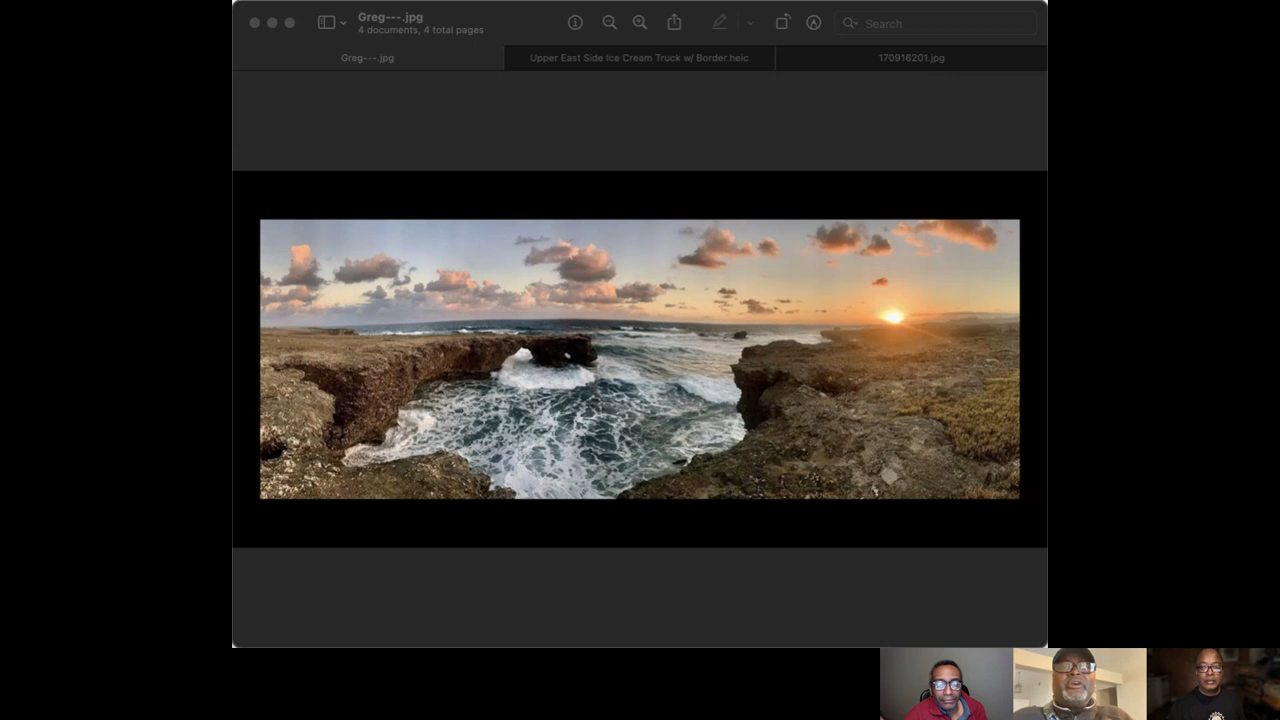 Greg---.jpg
4 documents, 4 total pages
Search
Greg---.jpg
Upper East Side Ice Cream Truck w/ Border.heic
170916201.jpg